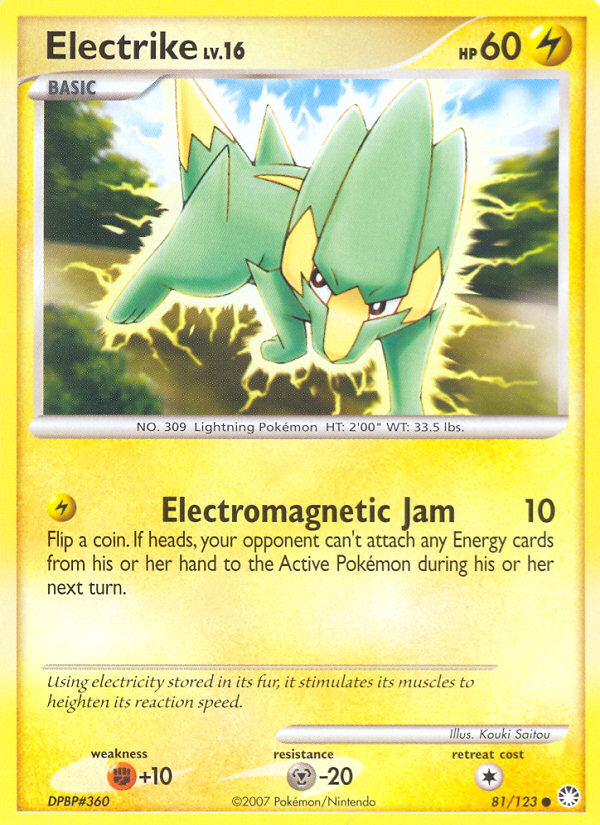 Electrike LV.16 HP 60
BASIC
NO. 309 Lightning Pokémon HT: 2'00" WT: 33.5 lbs.
Electromagnetic Jam 10
Flip a coin. If heads, your opponent can't attach any Energy cards
from his or her hand to the Active Pokémon during his or her
next turn.
Using electricity stored in its fur, it stimulates its muscles to
heighten its reaction speed.
Illus. Kouki Saitou
weakness resistance retreat cost
+10 -20
DPBP#360 ©2007 Pokémon/Nintendo 81/123